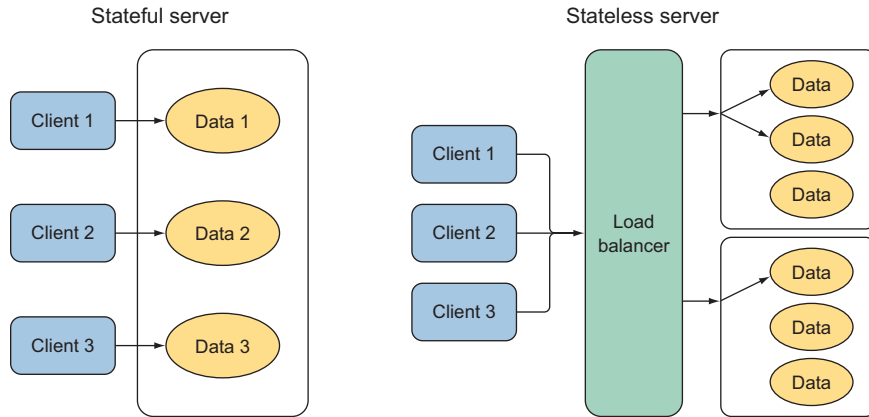 Stateful server
Client 1
Data 1
Client 2
Data 2
Client 3
Data 3
Stateless server
Client 1
Client 2
Client 3
Load
balancer
Data
Data
Data
Data
Data
Data